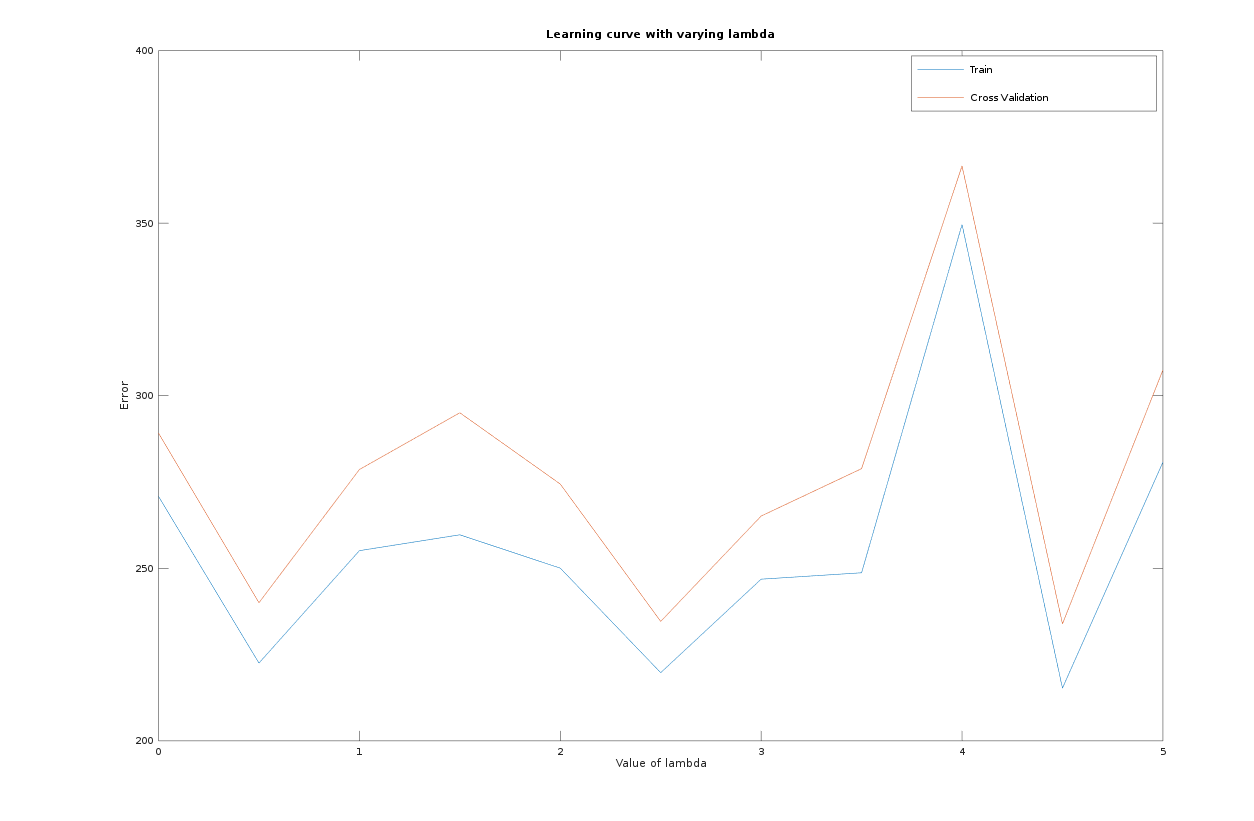 Learning curve with varying lambda
400
350
300
250
200
Error
Train
Cross Validation
0 1 2 3 4 5
Value of lambda